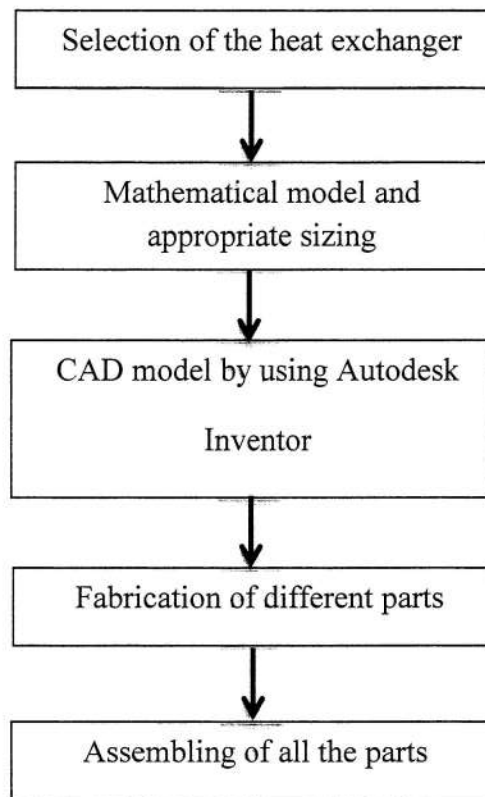 Selection of the heat exchanger
Mathematical model and
appropriate sizing
CAD model by using Autodesk
Inventor
Fabrication of different parts
Assembling of all the parts